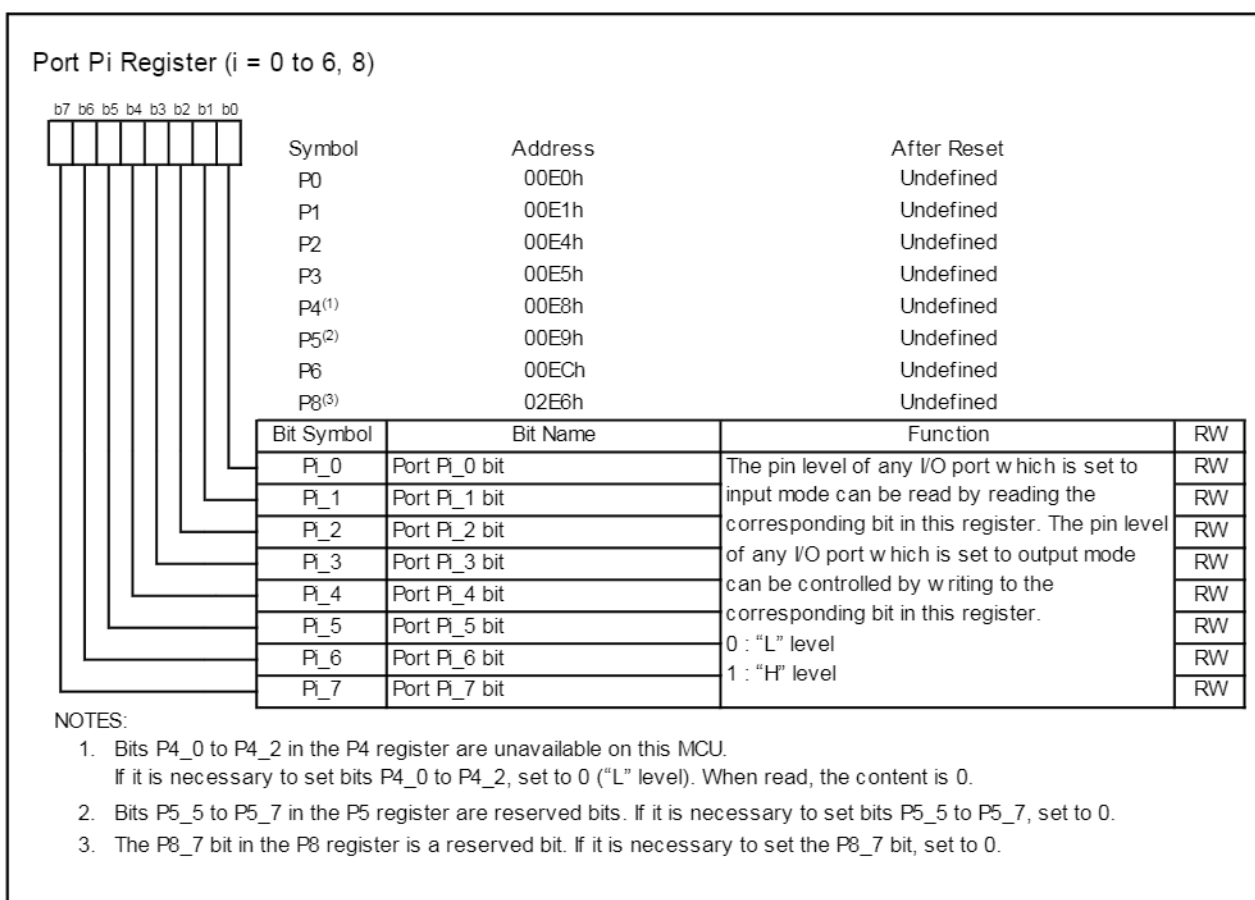 Port Pi Register (i = 0 to 6, 8)
b7 b6 b5 b4 b3 b2 b1 b0
Symbol Address After Reset
P0 00E0h Undefined
P1 00E1h Undefined
P2 00E4h Undefined
P3 00E5h Undefined
P4(1) 00E8h Undefined
P5(2) 00E9h Undefined
P6 00ECh Undefined
P8(3) 02E6h Undefined
Bit Symbol Bit Name Function RW
Pi_0 Port Pi_0 bit The pin level of any I/O port which is set to RW
Pi_1 Port Pi_1 bit input mode can be read by reading the RW
Pi_2 Port Pi_2 bit corresponding bit in this register. The pin level RW
Pi_3 Port Pi_3 bit of any I/O port which is set to output mode RW
Pi_4 Port Pi_4 bit can be controlled by writing to the RW
Pi_5 Port Pi_5 bit corresponding bit in this register. RW
Pi_6 Port Pi_6 bit 0 : “L” level RW
Pi_7 Port Pi_7 bit 1 : “H” level RW
NOTES:
1. Bits P4_0 to P4_2 in the P4 register are unavailable on this MCU.
If it is necessary to set bits P4_0 to P4_2, set to 0 (“L” level). When read, the content is 0.
2. Bits P5_5 to P5_7 in the P5 register are reserved bits. If it is necessary to set bits P5_5 to P5_7, set to 0.
3. The P8_7 bit in the P8 register is a reserved bit. If it is necessary to set the P8_7 bit, set to 0.